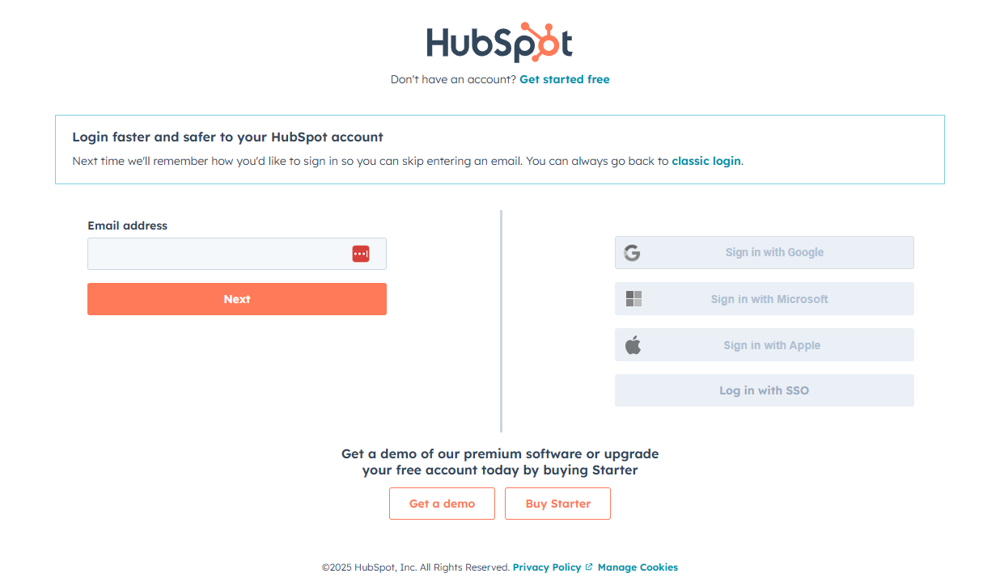 HubSpot
Don't have an account? Get started free
Login faster and safer to your HubSpot account
Next time we'll remember how you'd like to sign in so you can skip entering an email. You can always go back to classic login.
Email address
Next
Sign in with Google
Sign in with Microsoft
Sign in with Apple
Log in with SSO
Get a demo of our premium software or upgrade
your free account today by buying Starter
Get a demo
Buy Starter
©2025 HubSpot, Inc. All Rights Reserved. Privacy Policy Manage Cookies